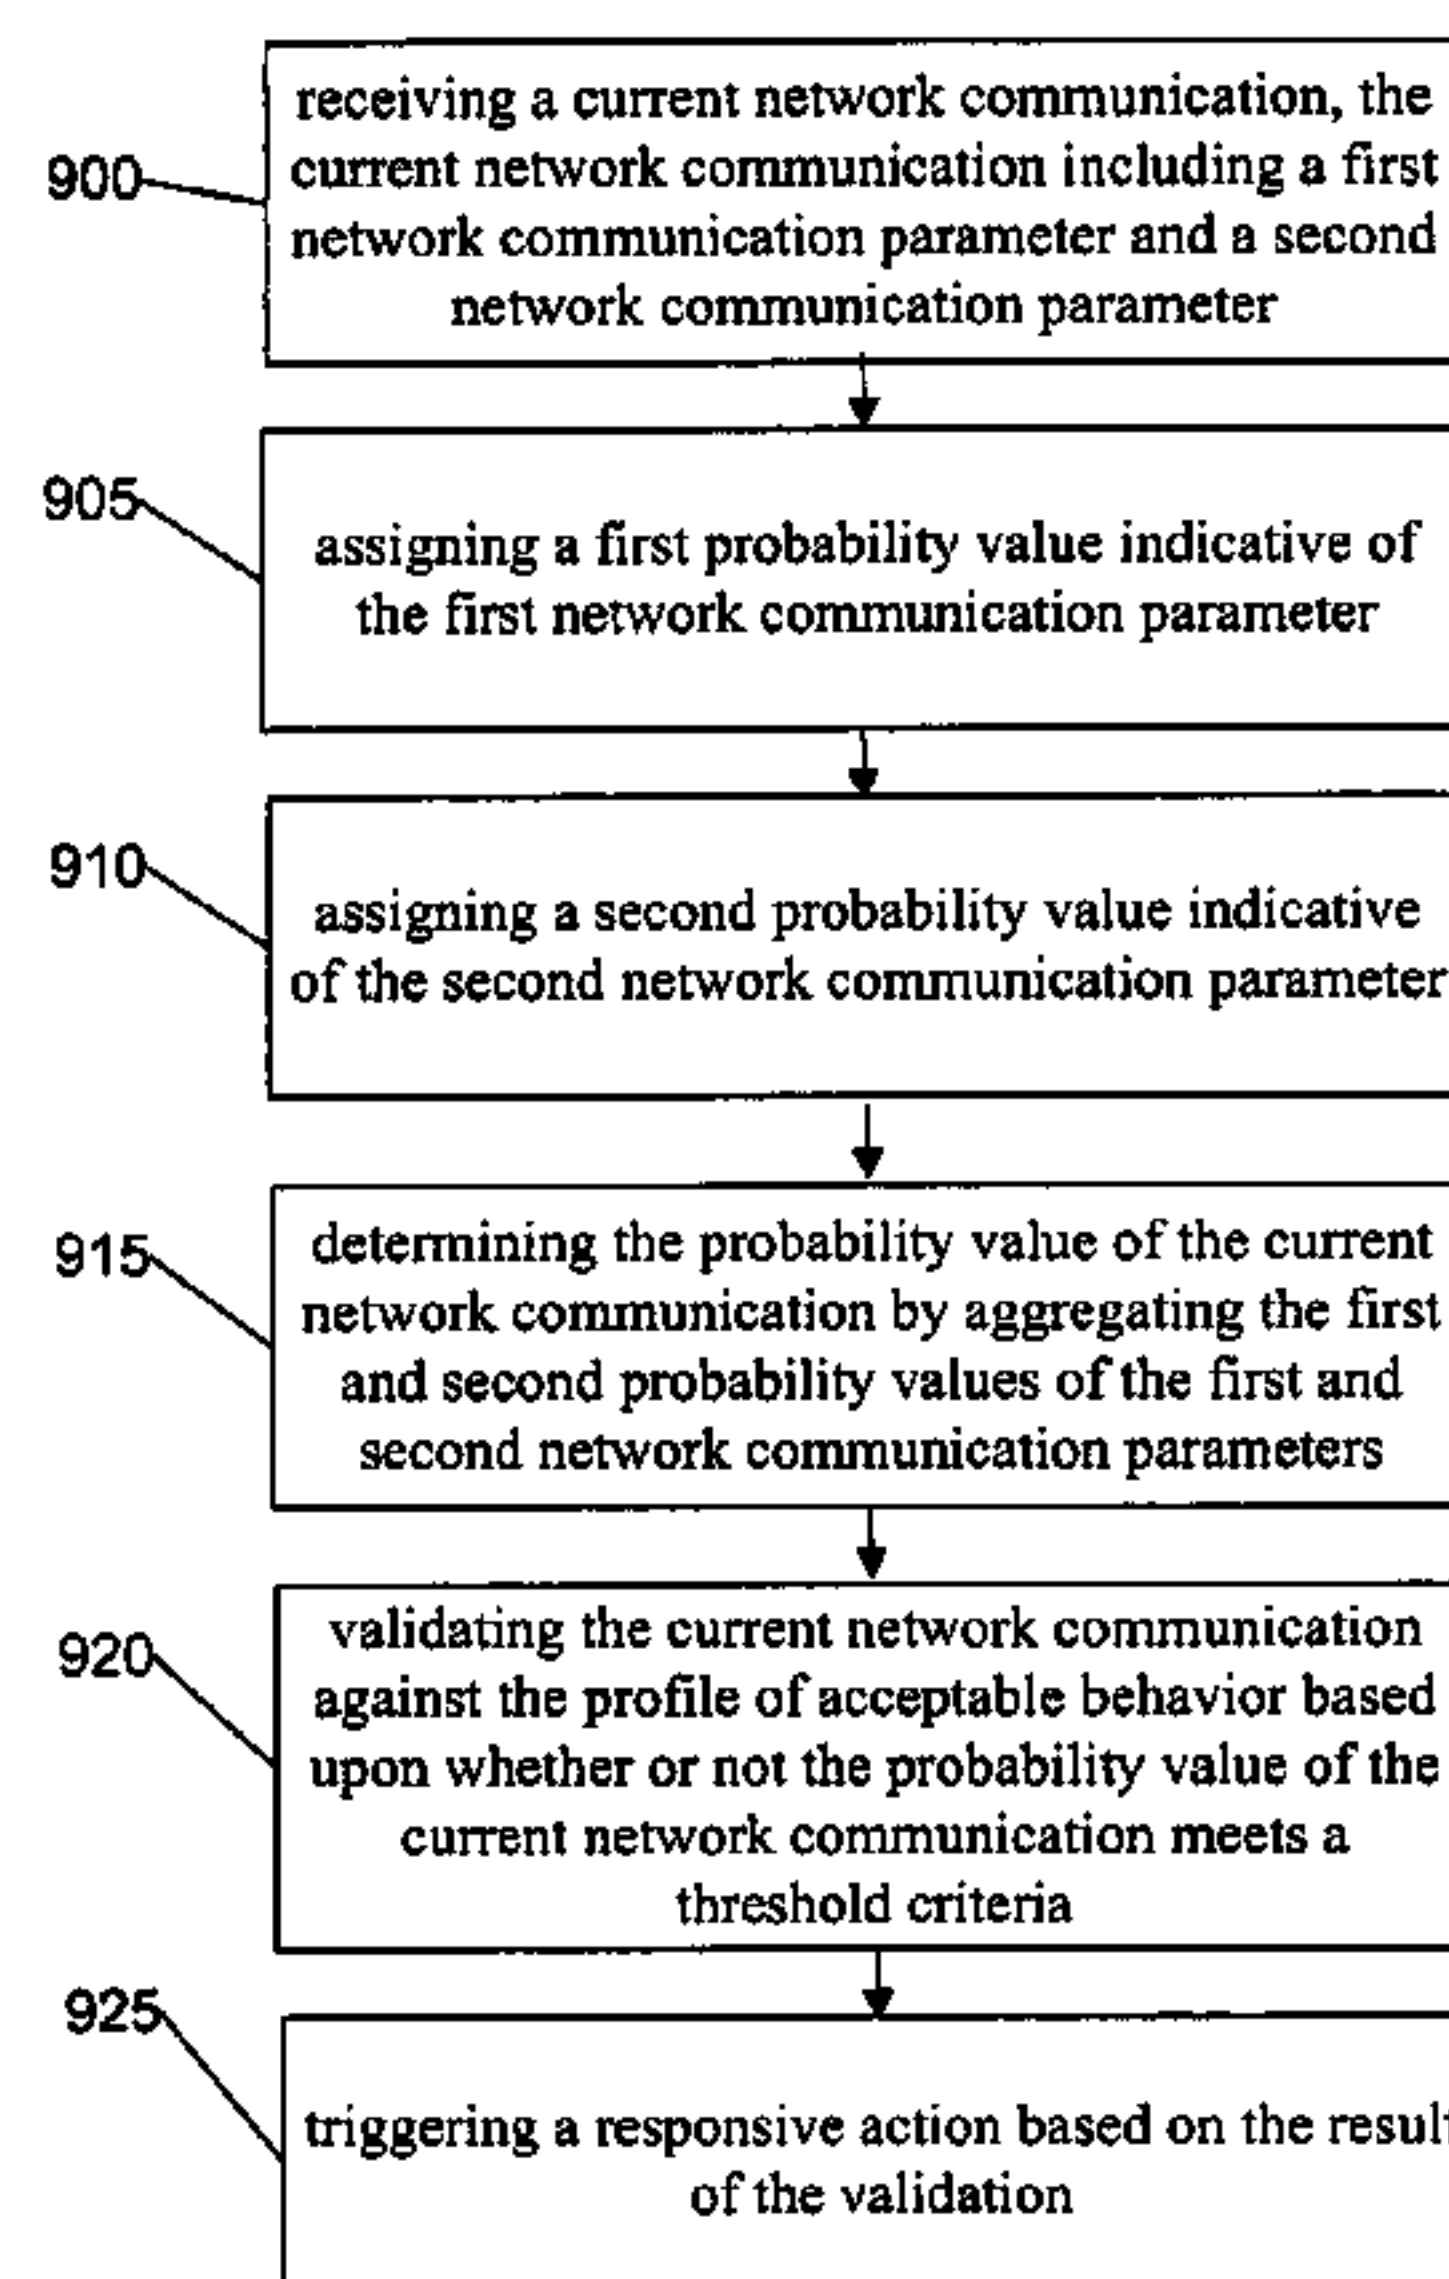 900
receiving a current network communication, the
current network communication including a first
network communication parameter and a second
network communication parameter
905
assigning a first probability value indicative of
the first network communication parameter
910
assigning a second probability value indicative
of the second network communication parameter
915
determining the probability value of the current
network communication by aggregating the first
and second probability values of the first and
second network communication parameters
920
validating the current network communication
against the profile of acceptable behavior based
upon whether or not the probability value of the
current network communication meets a
threshold criteria
925
triggering a responsive action based on the result
of the validation